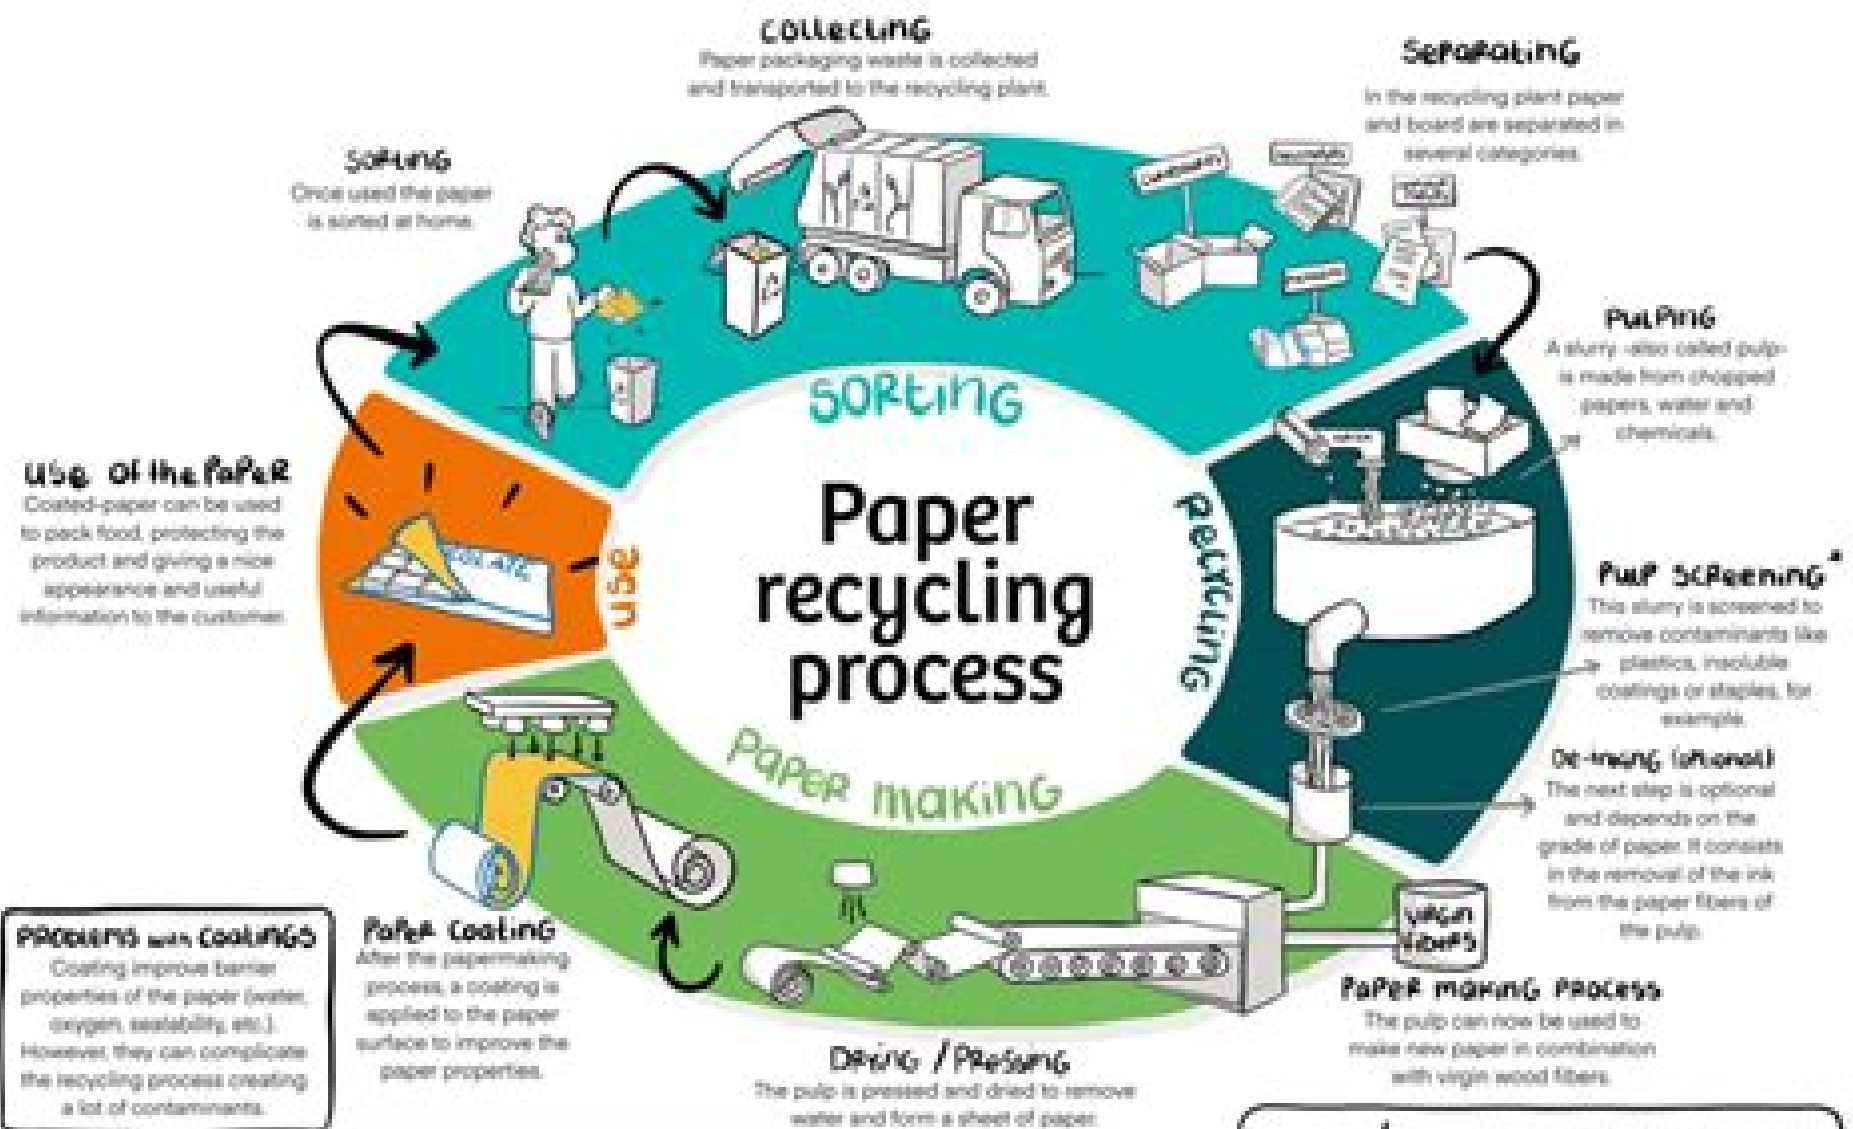 Collecting
Paper packaging waste is collected
and transported to the recycling plant.
Separating
In the recycling plant paper
and board are separated in
several categories.
Sorting
Once used the paper
is sorted at home.
Pulping
A slurry -also called pulp-
is made from chopped
papers, water and
chemicals.
SORTING
Use of the PaPeR
Coated-paper can be used
to pack food, protecting the
product and giving a nice
appearance and useful
information to the customer.
use
Paper
recycling
process
Recycling
Pulp Screening*
This slurry is screened to
remove contaminants like
plastics, insoluble
coatings or staples, for
example.
PaPeR making
De-inking (optional)
The next step is optional
and depends on the
grade of paper. It consists
in the removal of the ink
from the paper fibers of
the pulp.
Virgin
Fibers
Problems with Coatings
Coating improve barrier
properties of the paper (water,
oxygen, sealability, etc.).
However, they can complicate
the recycling process creating
a lot of contaminants.
Paper Coating
After the papermaking
process, a coating is
applied to the paper
surface to improve the
paper properties.
Drying / Pressing
The pulp is pressed and dried to remove
water and form a sheet of paper.
Paper making process
The pulp can now be used to
make new paper in combination
with virgin wood fibers.